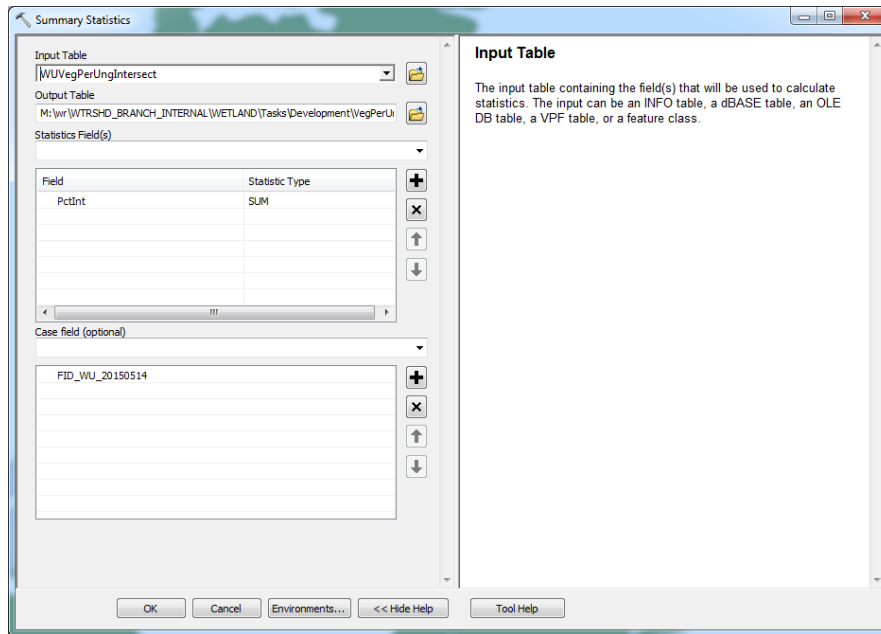 Summary Statistics
Input Table
WUVegPerUngIntersect
Output Table
M:\wr\WTRSHD_BRANCH_INTERNAL\WETLAND\Tasks\Development\VegPerU
Statistics Field(s)
Field Statistic Type
PctInt SUM
Case field (optional)
FID_WU_20150514
OK Cancel Environments... << Hide Help Tool Help
Input Table
The input table containing the field(s) that will be used to calculate
statistics. The input can be an INFO table, a dBASE table, an OLE
DB table, a VPF table, or a feature class.